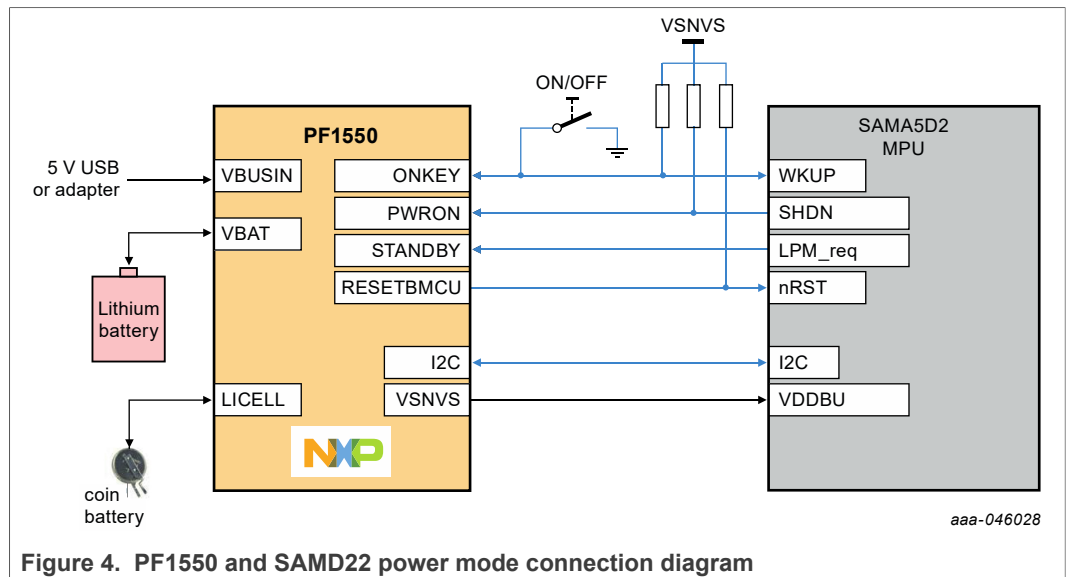 VSNVS
ON/OFF
PF1550
SAMA5D2
MPU
5 V USB
or adapter
VBUSIN
ONKEY
WKUP
PWRON
SHDN
VBAT
STANDBY
LPM_req
RESETBMCU
nRST
Lithium
battery
I2C
I2C
LICELL
VSNVS
VDDBU
NXP
coin
battery
aaa-046028
Figure 4. PF1550 and SAMD22 power mode connection diagram